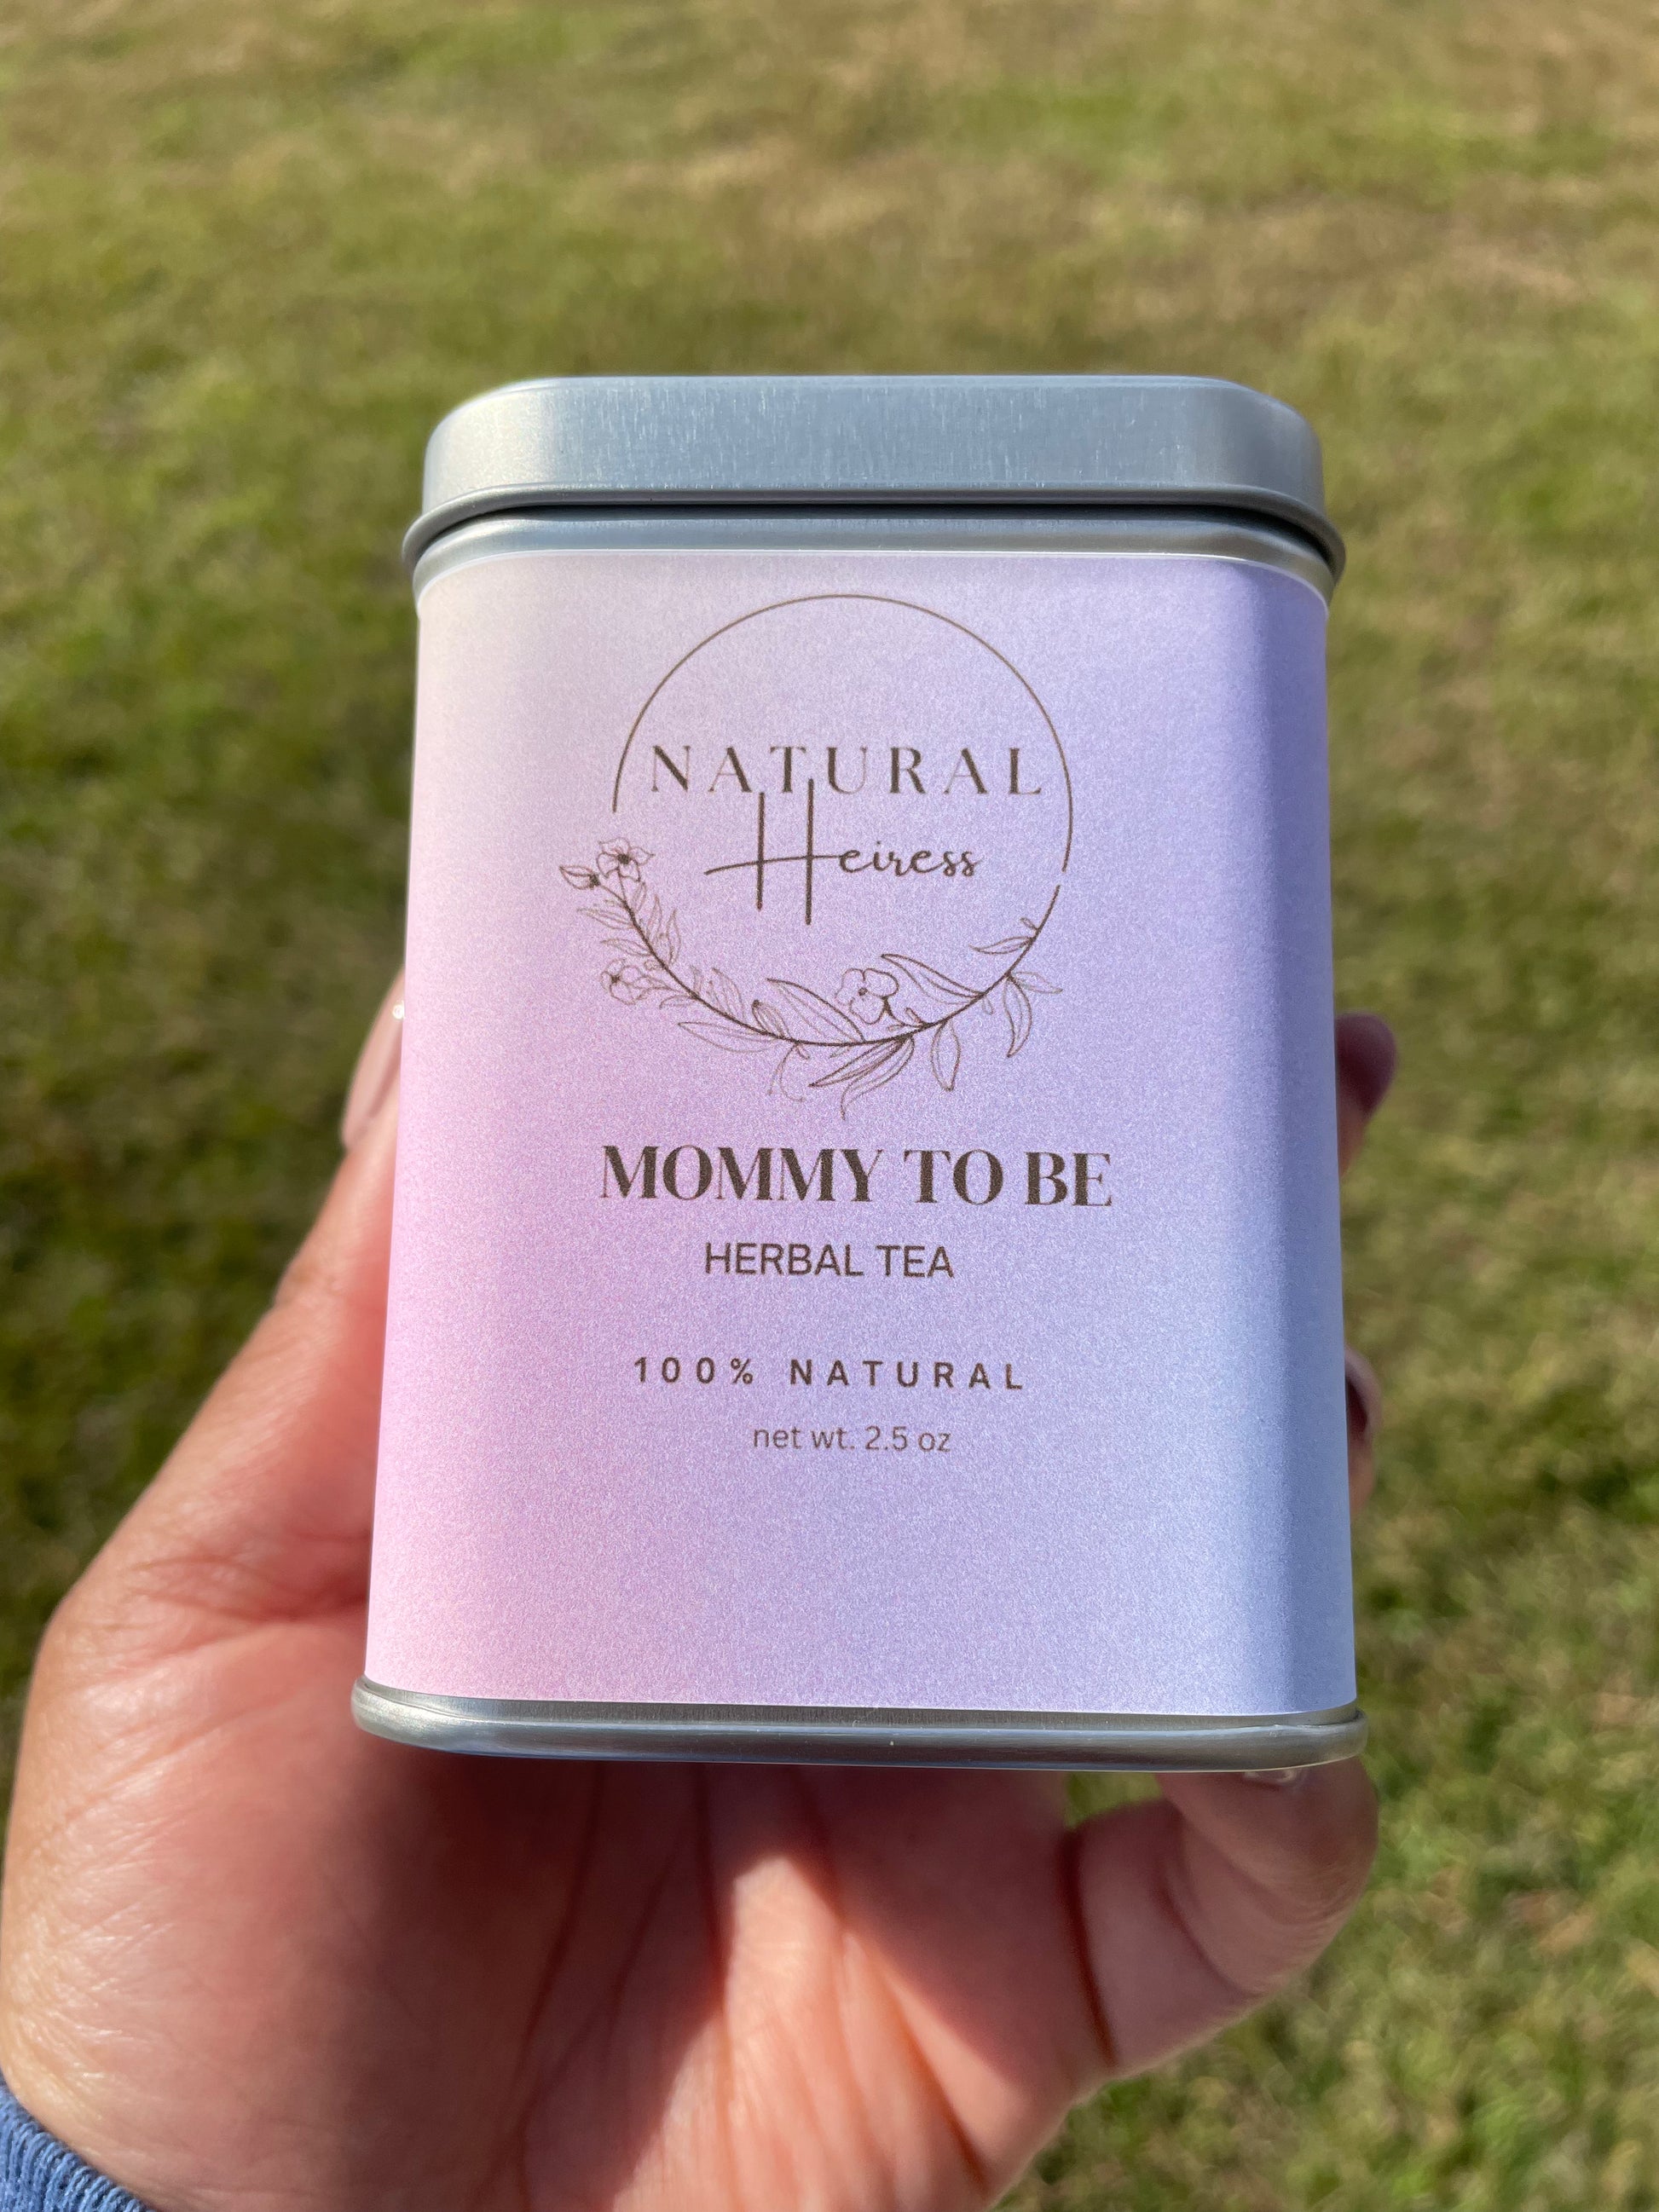 NATURAL
Heiress
MOMMY TO BE
HERBAL TEA
100% NATURAL
net wt. 2.5 oz